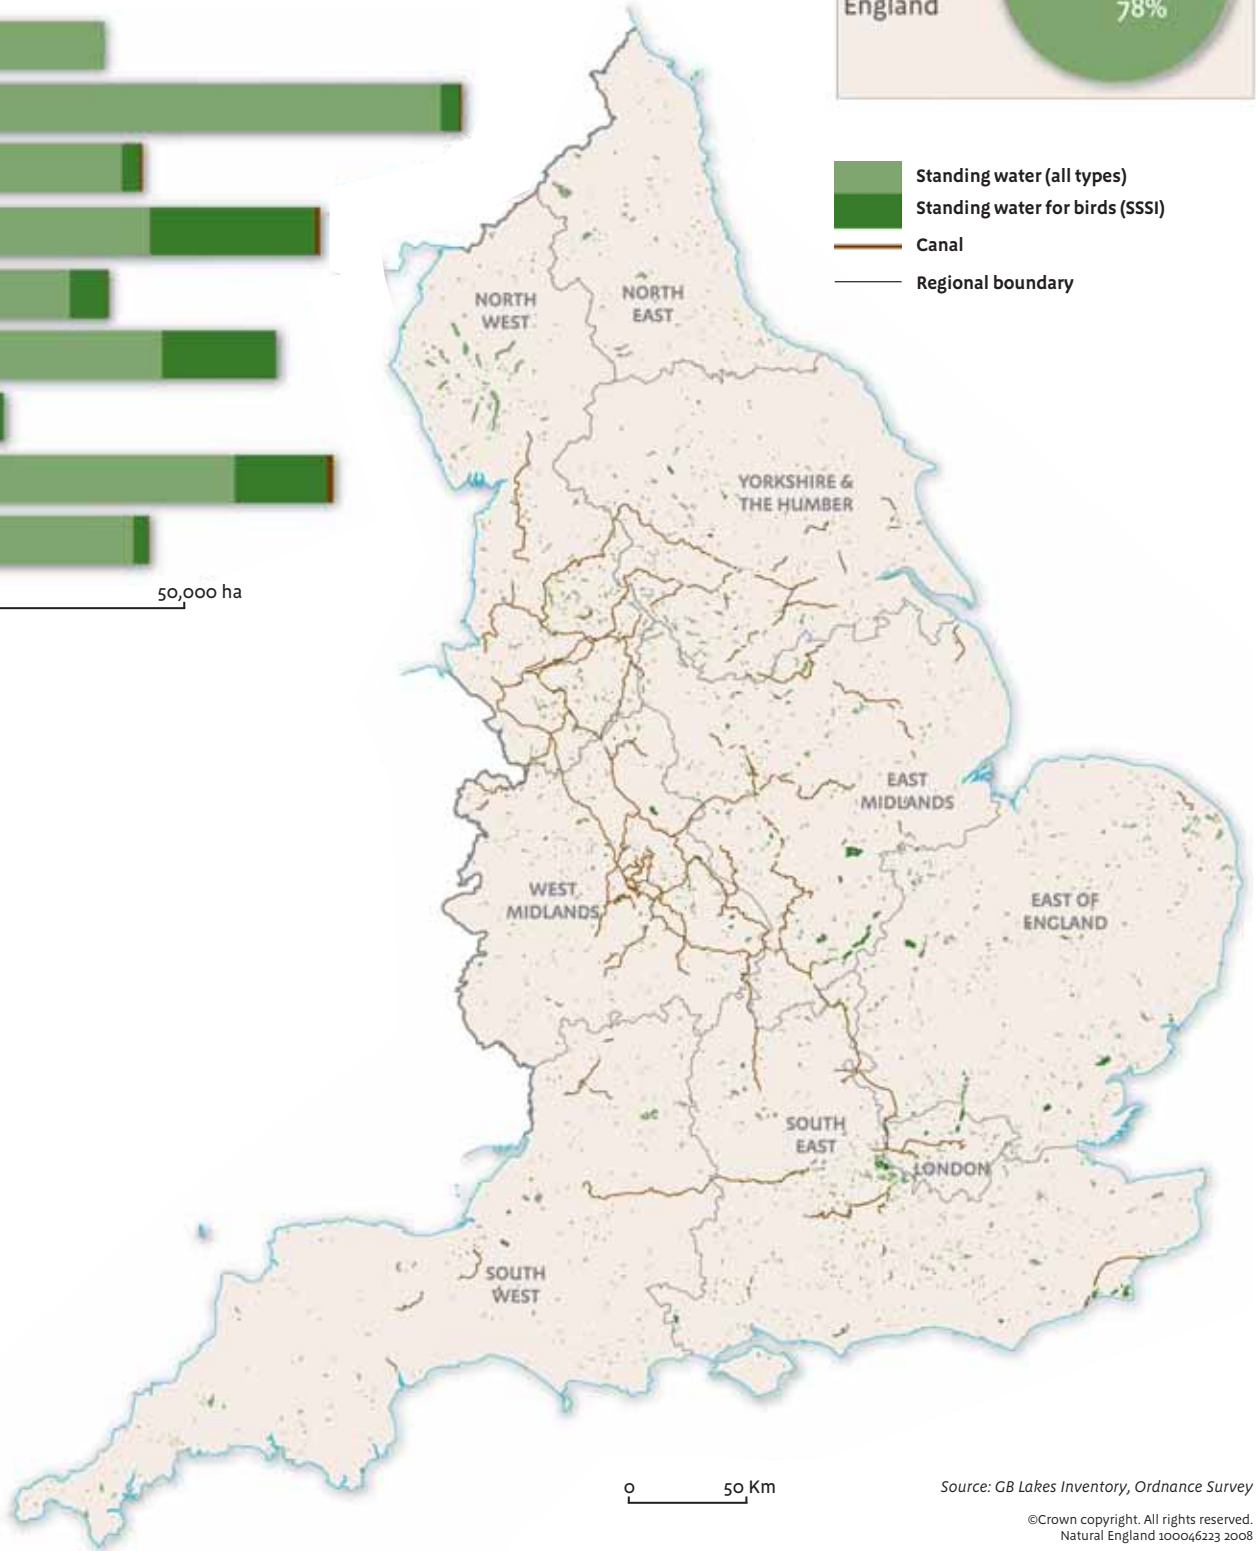 England
78%
Standing water (all types)
Standing water for birds (SSSI)
Canal
Regional boundary
50,000 ha
NORTH
WEST
NORTH
EAST
YORKSHIRE &
THE HUMBER
EAST
MIDLANDS
WEST
MIDLANDS
EAST OF
ENGLAND
SOUTH
EAST
LONDON
SOUTH
WEST
0 50 Km
Source: GB Lakes Inventory, Ordnance Survey
©Crown copyright. All rights reserved.
Natural England 100046223 2008